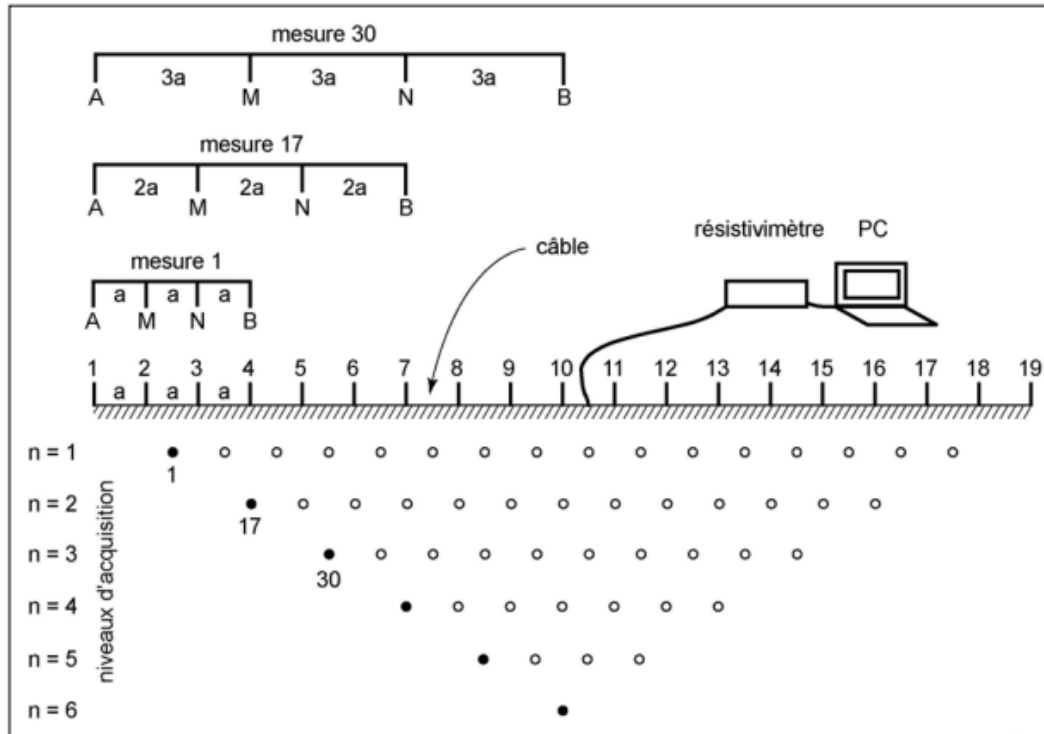 mesure 30
3a 3a 3a
A M N B
mesure 17
2a 2a 2a
A M N B
résistivimètre PC
câble
mesure 1
a a a
A M N B
1 2 3 4 5 6 7 8 9 10 11 12 13 14 15 16 17 18 19
a a a
niveaux d'acquisition
n = 1
1
n = 2
17
n = 3
30
n = 4
n = 5
n = 6